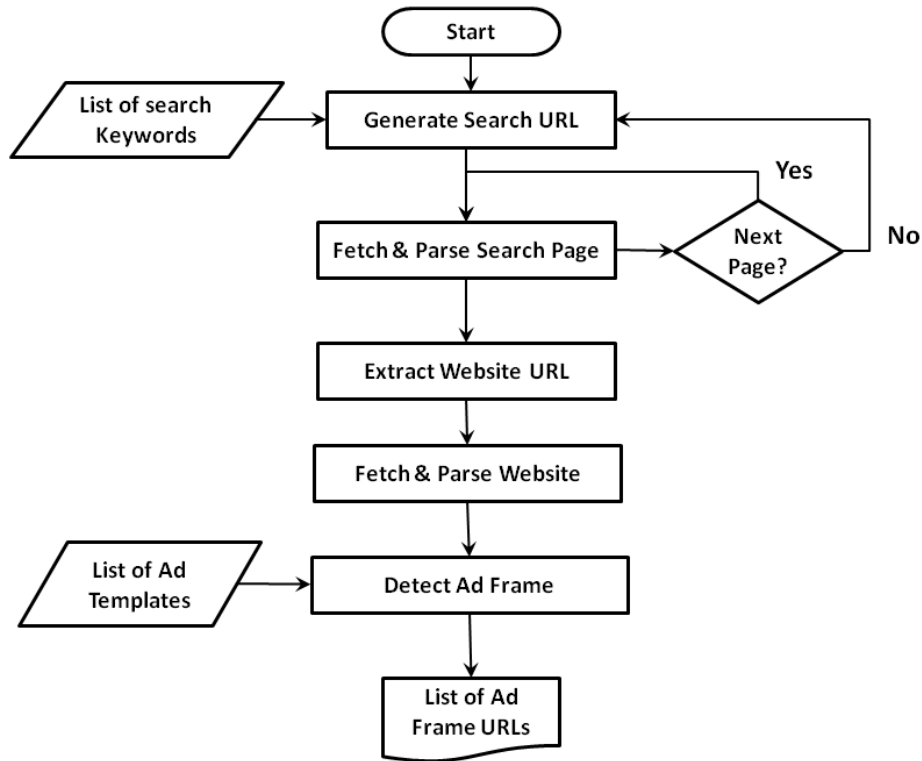 Start
List of search
Keywords
Generate Search URL
Yes
Next
Page?
No
Fetch & Parse Search Page
Extract Website URL
Fetch & Parse Website
List of Ad
Templates
Detect Ad Frame
List of Ad
Frame URLs